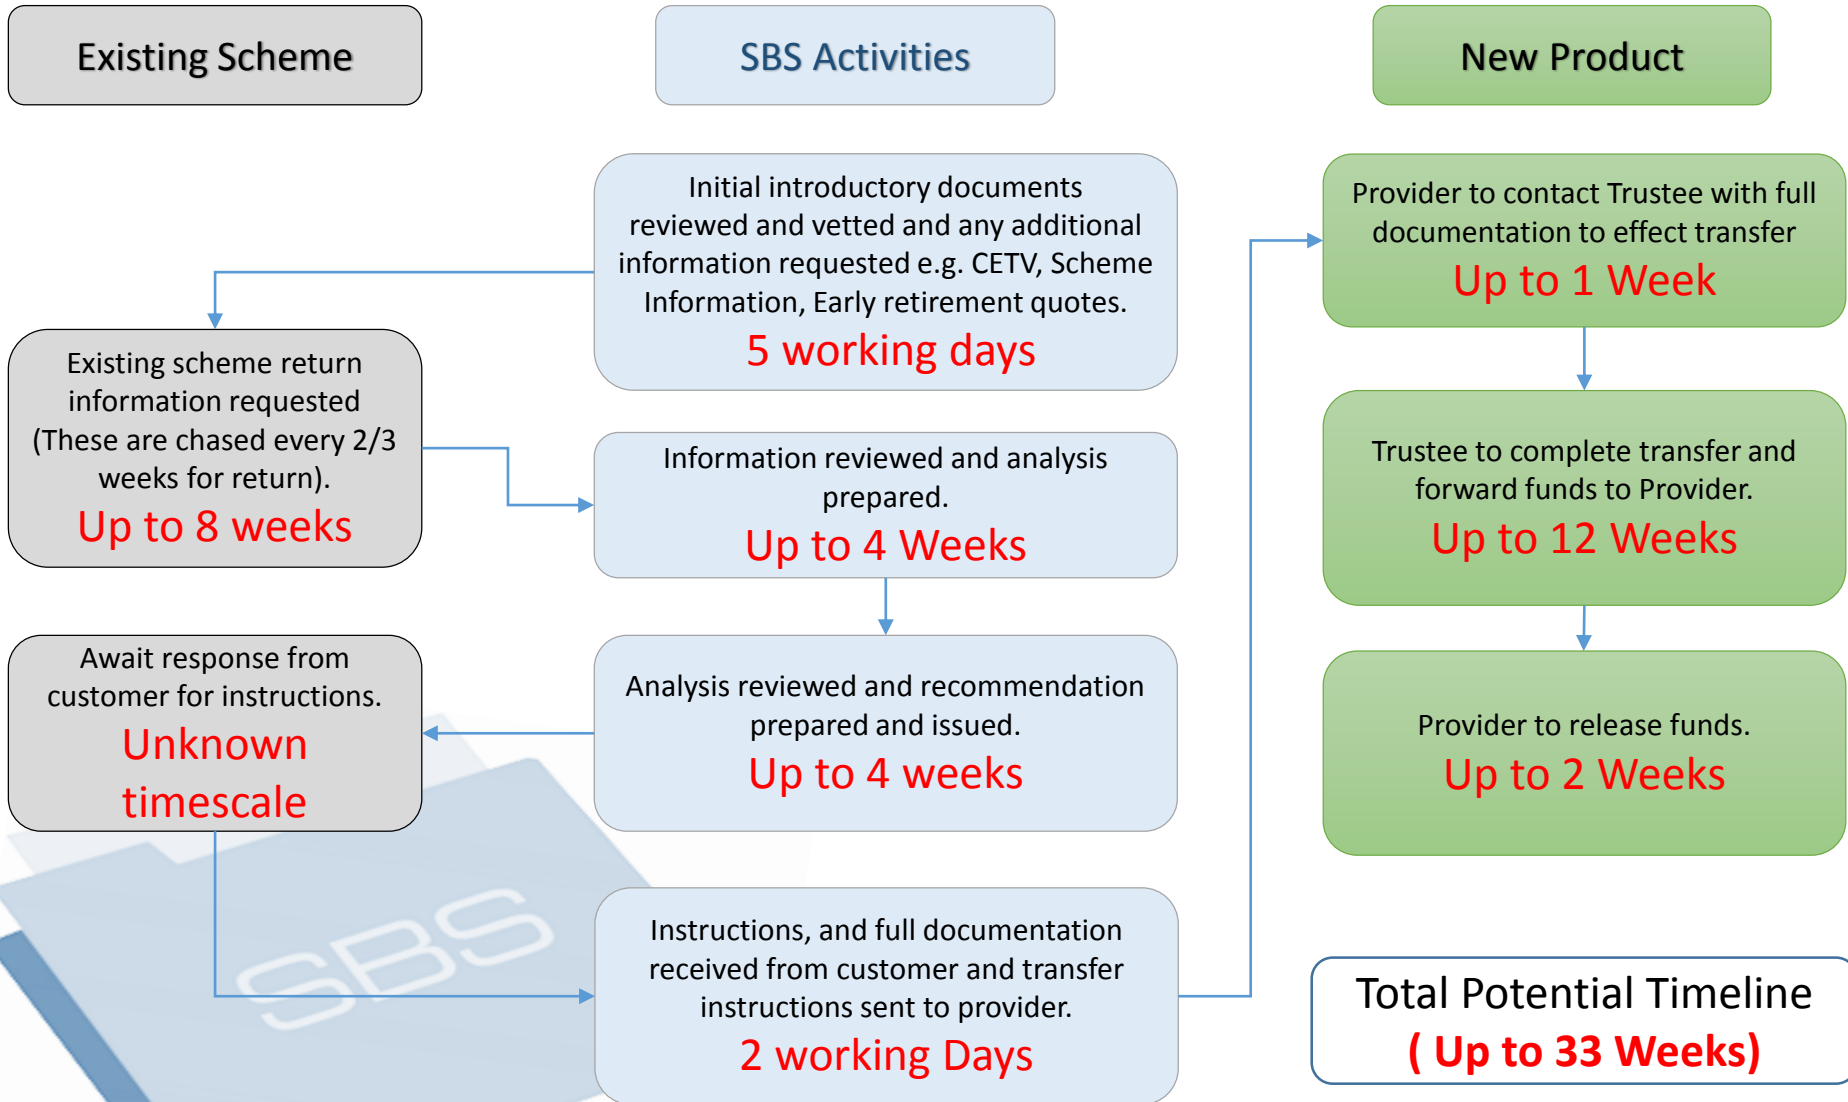 Existing Scheme
SBS Activities
New Product
Initial introductory documents
reviewed and vetted and any additional
information requested e.g. CETV, Scheme
Information, Early retirement quotes.
5 working days
Existing scheme return
information requested
(These are chased every 2/3
weeks for return).
Up to 8 weeks
Information reviewed and analysis
prepared.
Up to 4 Weeks
Analysis reviewed and recommendation
prepared and issued.
Up to 4 weeks
Await response from
customer for instructions.
Unknown
timescale
Instructions, and full documentation
received from customer and transfer
instructions sent to provider.
2 working Days
Provider to contact Trustee with full
documentation to effect transfer
Up to 1 Week
Trustee to complete transfer and
forward funds to Provider.
Up to 12 Weeks
Provider to release funds.
Up to 2 Weeks
Total Potential Timeline
( Up to 33 Weeks)
SBS